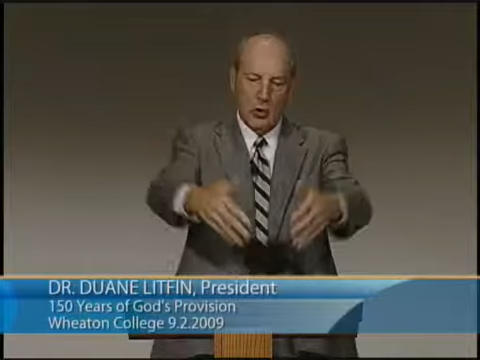 DR. DUANE LITFIN, President
150 Years of God's Provision
Wheaton College 9.2.2009